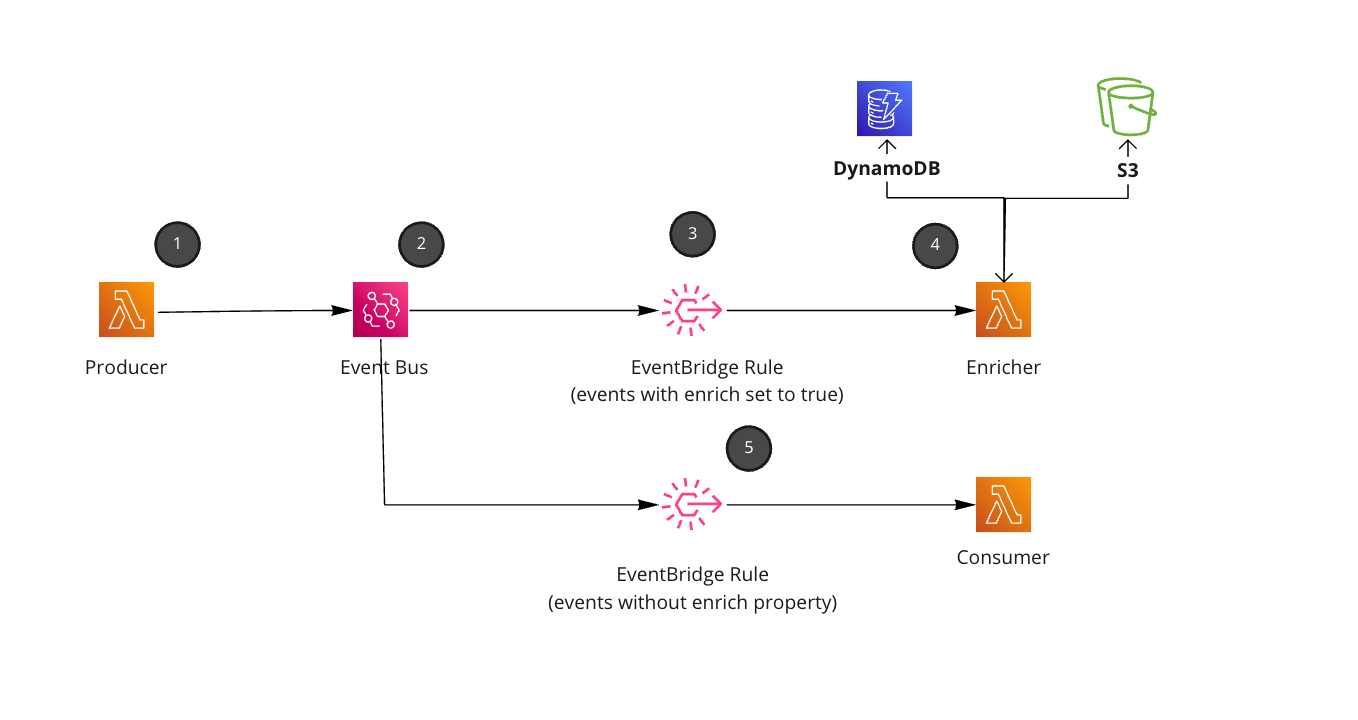 DynamoDB
S3
1
2
3
4
Producer
Event Bus
EventBridge Rule
(events with enrich set to true)
Enricher
5
Consumer
EventBridge Rule
(events without enrich property)